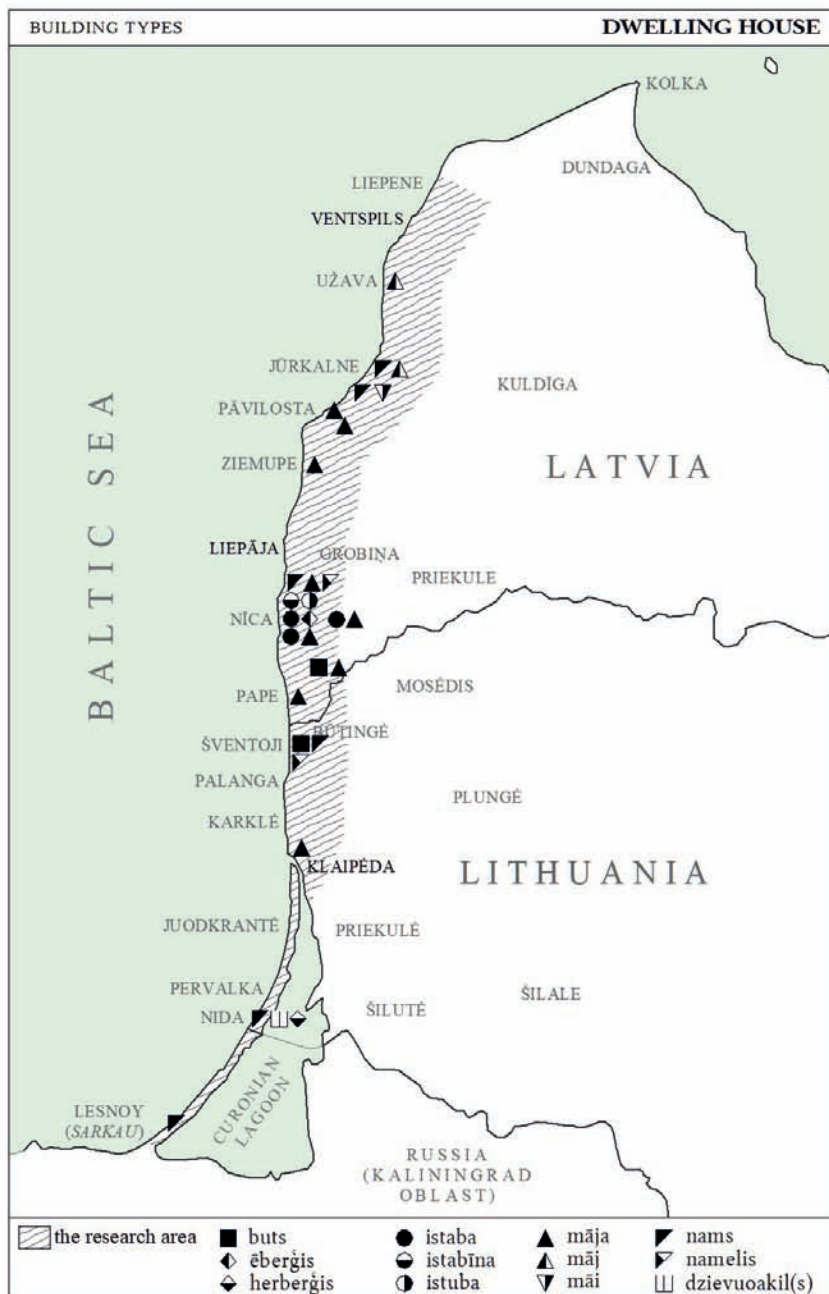 BUILDING TYPES
DWELLING HOUSE
KOLKA
DUNDAGA
LIEPENE
VENTSPILS
UŽAVA
JŪRKALNE
KULDĪGA
PĀVILOSTA
ZIEMUPE
LATVIA
BALTIC SEA
LIEPĀJA
GROBIŅA
PRIEKULE
NĪCA
MOSĖDIS
PAPE
BŪTINGĖ
ŠVENTOJI
PALANGA
PLUNGĖ
KARKLĖ
KLAIPĖDA
LITHUANIA
JUODKRANTĖ
PRIEKULĖ
PERVALKA
ŠILALE
NIDA
ŠILUTĖ
CURONIAN
LAGOON
LESNOY
(SARKAU)
RUSSIA
(KALININGRAD
OBLAST)
the research area
buts
ēberģis
herberģis
istaba
istabīna
istuba
māja
māj
māi
nams
namelis
dzievuoakil(s)